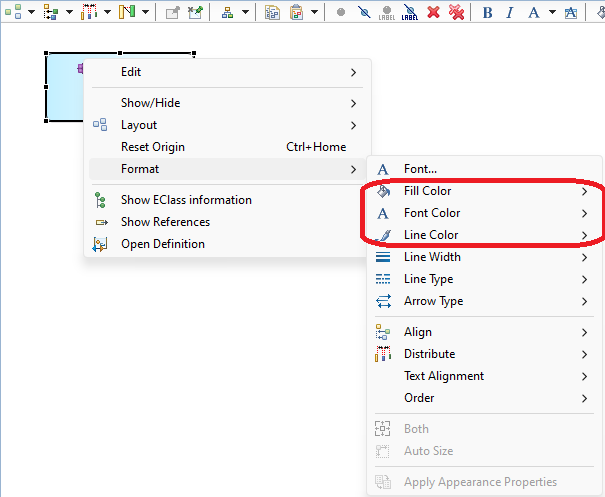 LABEL LABEL B I A A
Edit
Show/Hide
Layout
Reset Origin Ctrl+Home
Format
Show EClass information
Show References
Open Definition
A Font...
Fill Color
A Font Color
Line Color
Line Width
Line Type
Arrow Type
Align
Distribute
Text Alignment
Order
Both
Auto Size
Apply Appearance Properties